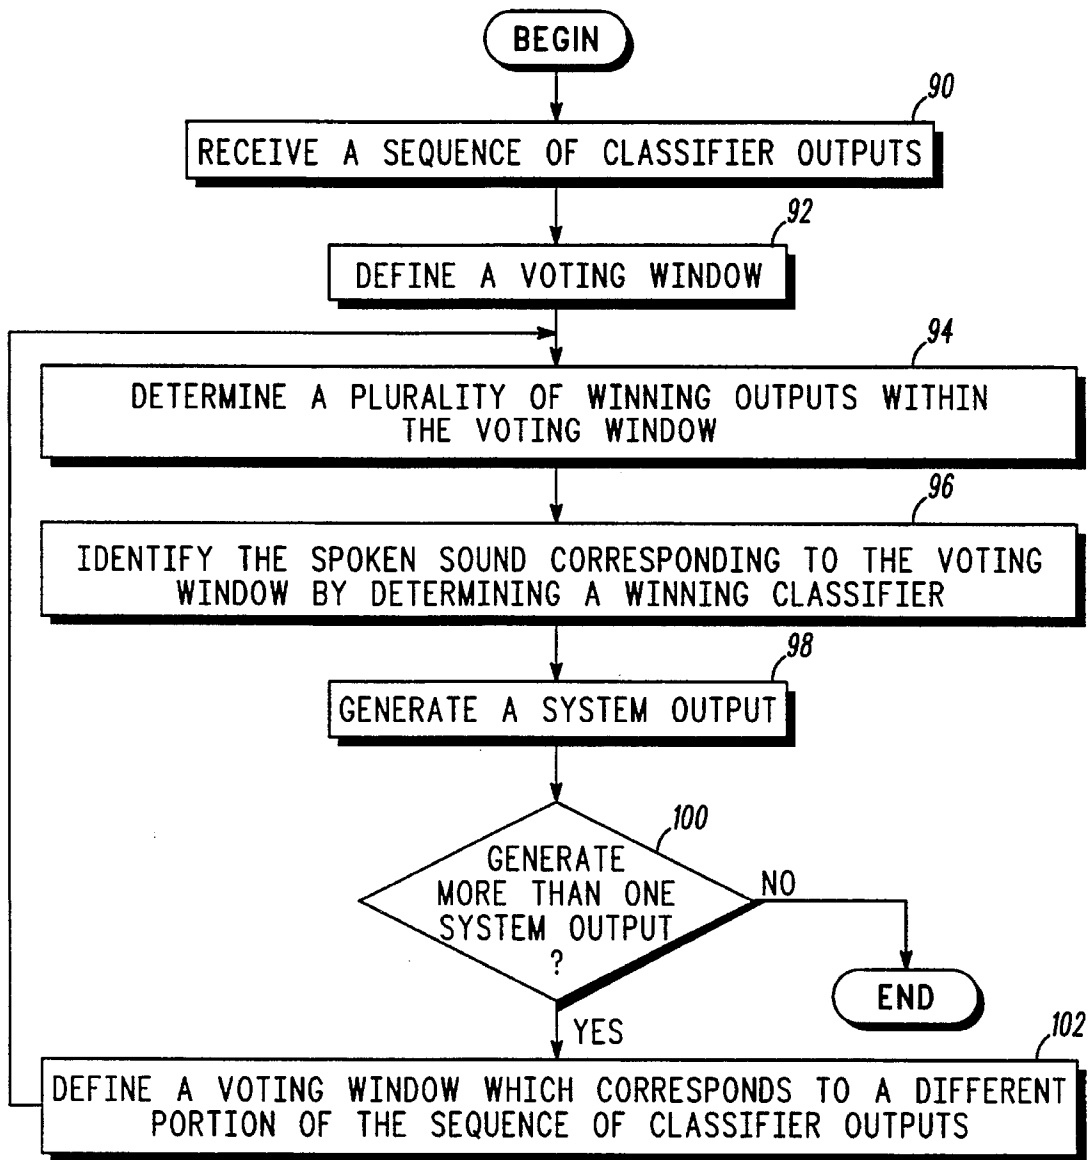 BEGIN
90
RECEIVE A SEQUENCE OF CLASSIFIER OUTPUTS
92
DEFINE A VOTING WINDOW
94
DETERMINE A PLURALITY OF WINNING OUTPUTS WITHIN
THE VOTING WINDOW
96
IDENTIFY THE SPOKEN SOUND CORRESPONDING TO THE VOTING
WINDOW BY DETERMINING A WINNING CLASSIFIER
98
GENERATE A SYSTEM OUTPUT
100
GENERATE
MORE THAN ONE
SYSTEM OUTPUT
?
NO
END
YES
102
DEFINE A VOTING WINDOW WHICH CORRESPONDS TO A DIFFERENT
PORTION OF THE SEQUENCE OF CLASSIFIER OUTPUTS